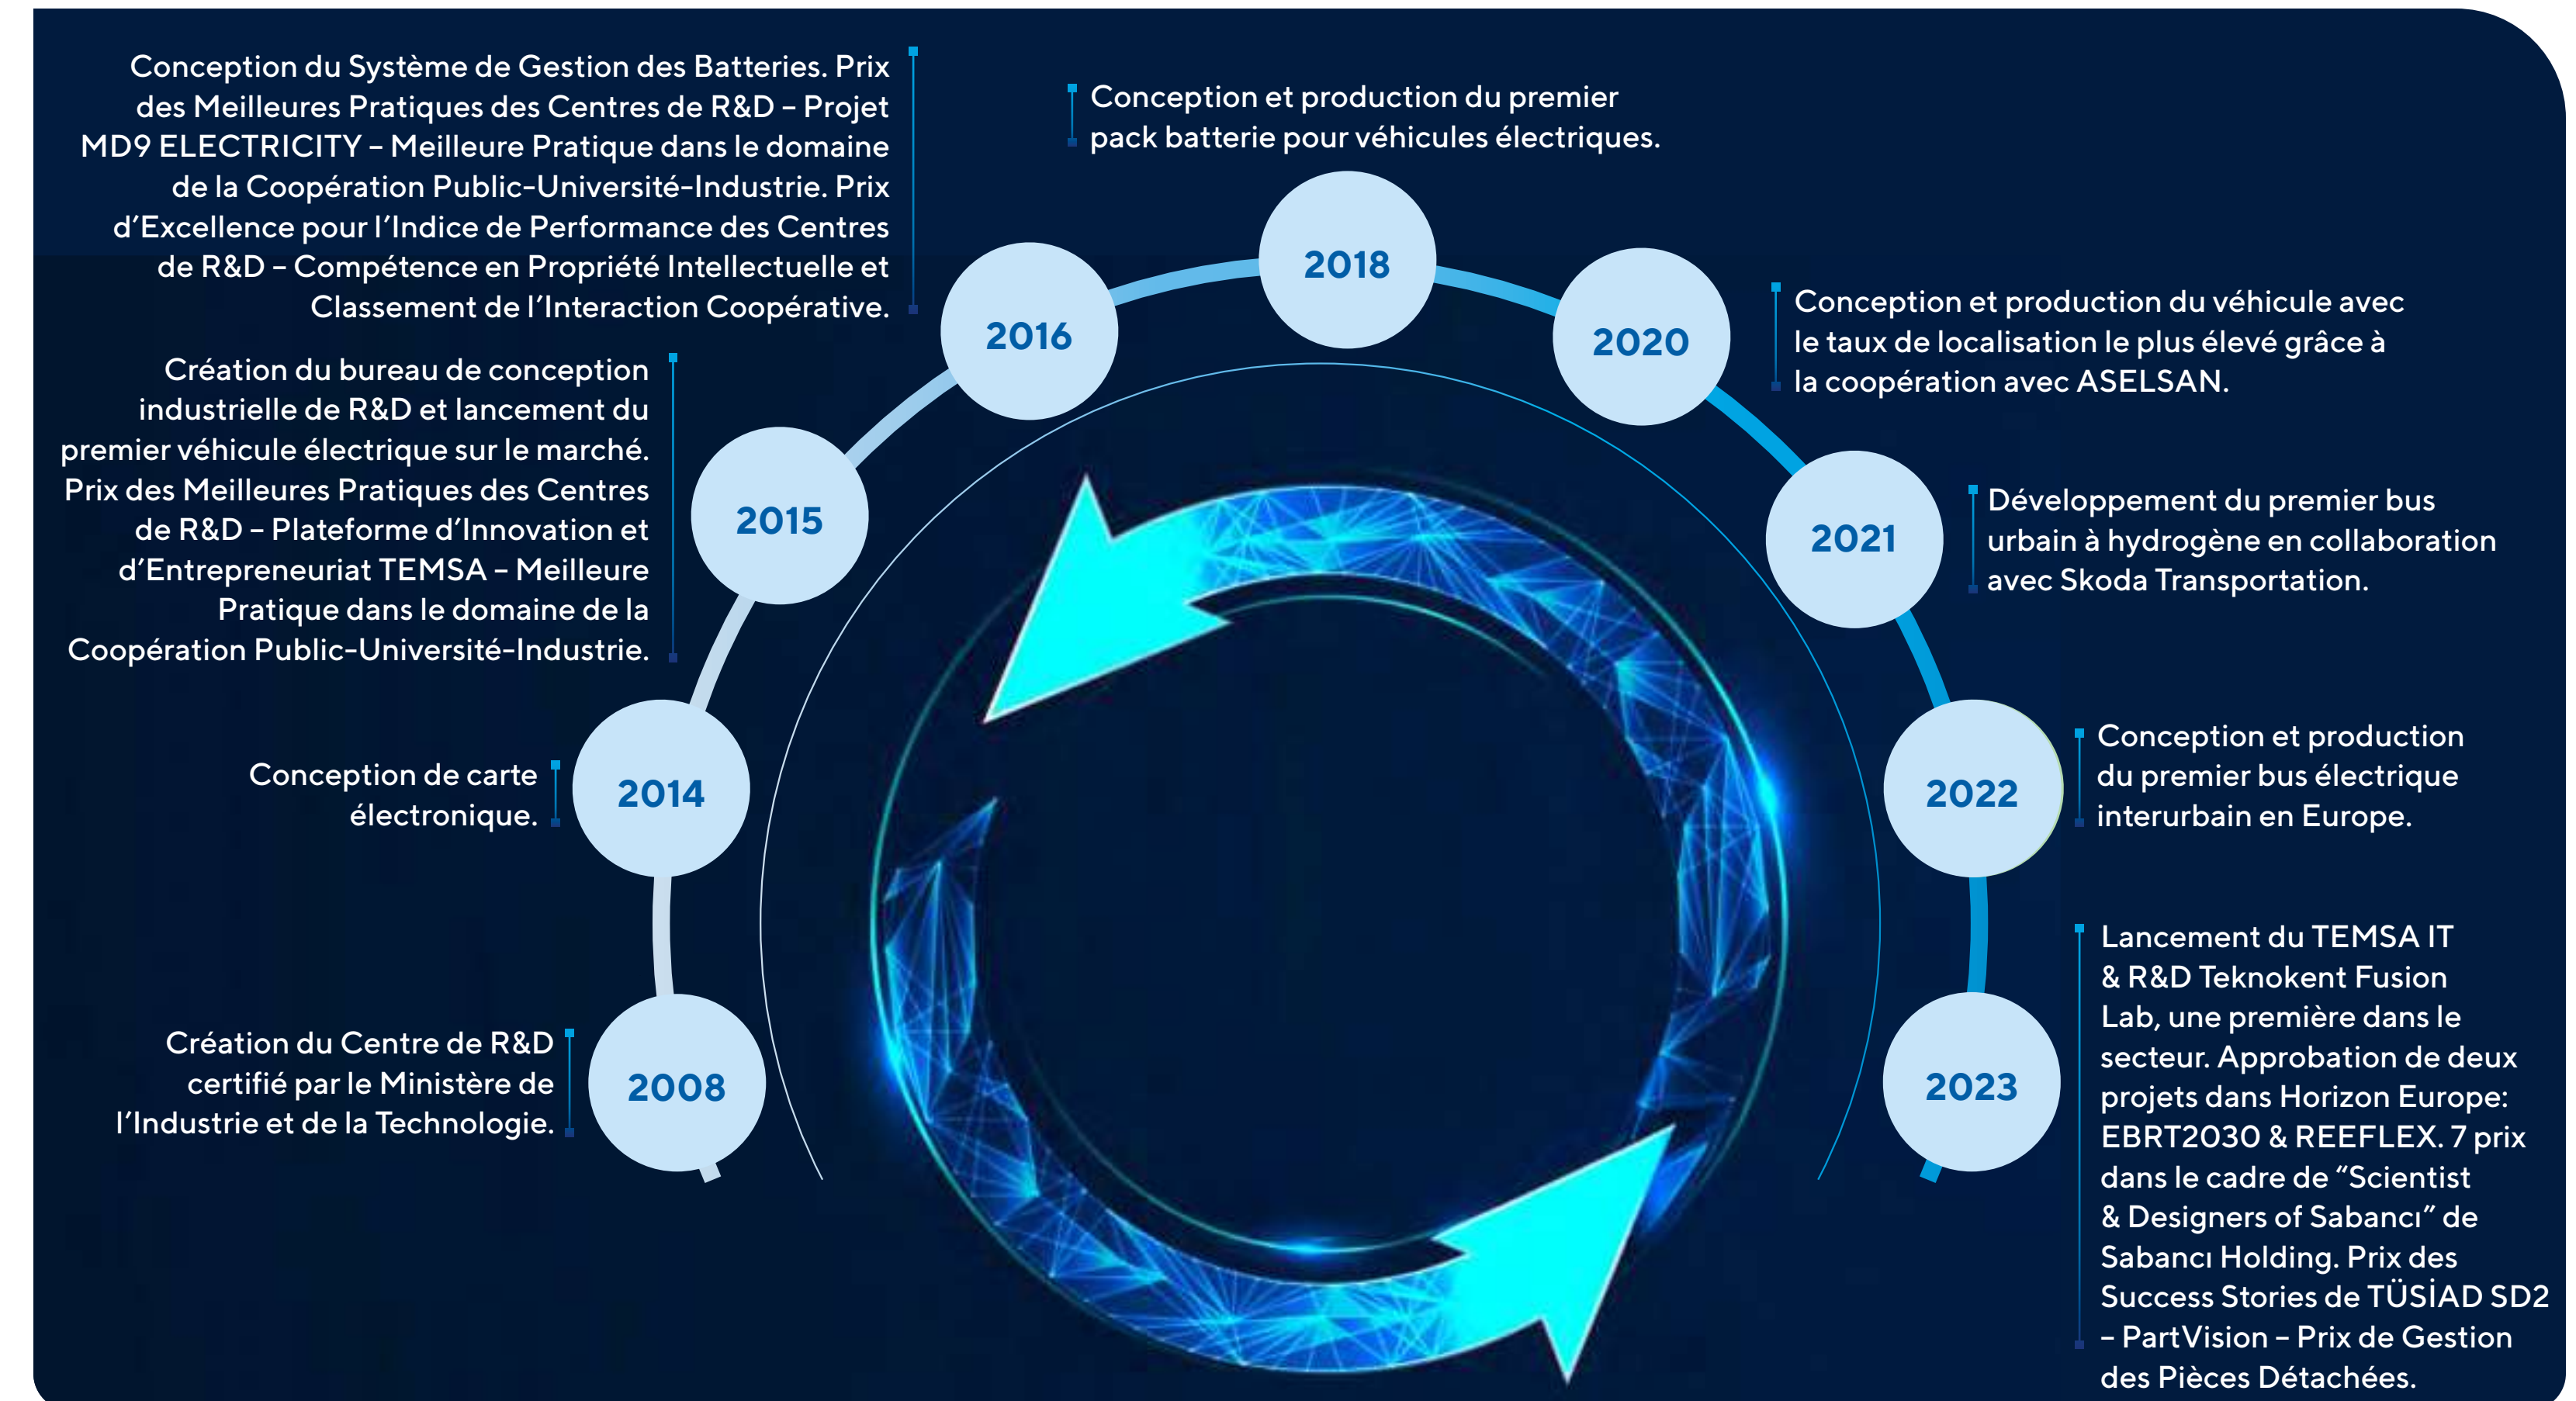 2008
Création du Centre de R&D
certifié par le Ministère de
l'Industrie et de la Technologie.
2014
Conception de carte
électronique.
2015
Création du bureau de conception
industrielle de R&D et lancement du
premier véhicule électrique sur le marché.
Prix des Meilleures Pratiques des Centres
de R&D – Plateforme d'Innovation et
d'Entrepreneuriat TEMSA – Meilleure
Pratique dans le domaine de la
Coopération Public-Université-Industrie.
2016
Conception du Système de Gestion des Batteries. Prix
des Meilleures Pratiques des Centres de R&D – Projet
MD9 ELECTRICITY – Meilleure Pratique dans le domaine
de la Coopération Public-Université-Industrie. Prix
d'Excellence pour l'Indice de Performance des Centres
de R&D – Compétence en Propriété Intellectuelle et
Classement de l'Interaction Coopérative.
2018
Conception et production du premier
pack batterie pour véhicules électriques.
2020
Conception et production du véhicule avec
le taux de localisation le plus élevé grâce à
la coopération avec ASELSAN.
2021
Développement du premier bus
urbain à hydrogène en collaboration
avec Skoda Transportation.
2022
Conception et production
du premier bus électrique
interurbain en Europe.
2023
Lancement du TEMSA IT
& R&D Teknokent Fusion
Lab, une première dans le
secteur. Approbation de deux
projets dans Horizon Europe:
EBRT2030 & REEFLEX. 7 prix
dans le cadre de “Scientist
& Designers of Sabancı” de
Sabancı Holding. Prix des
Success Stories de TÜSİAD SD2
– PartVision – Prix de Gestion
des Pièces Détachées.